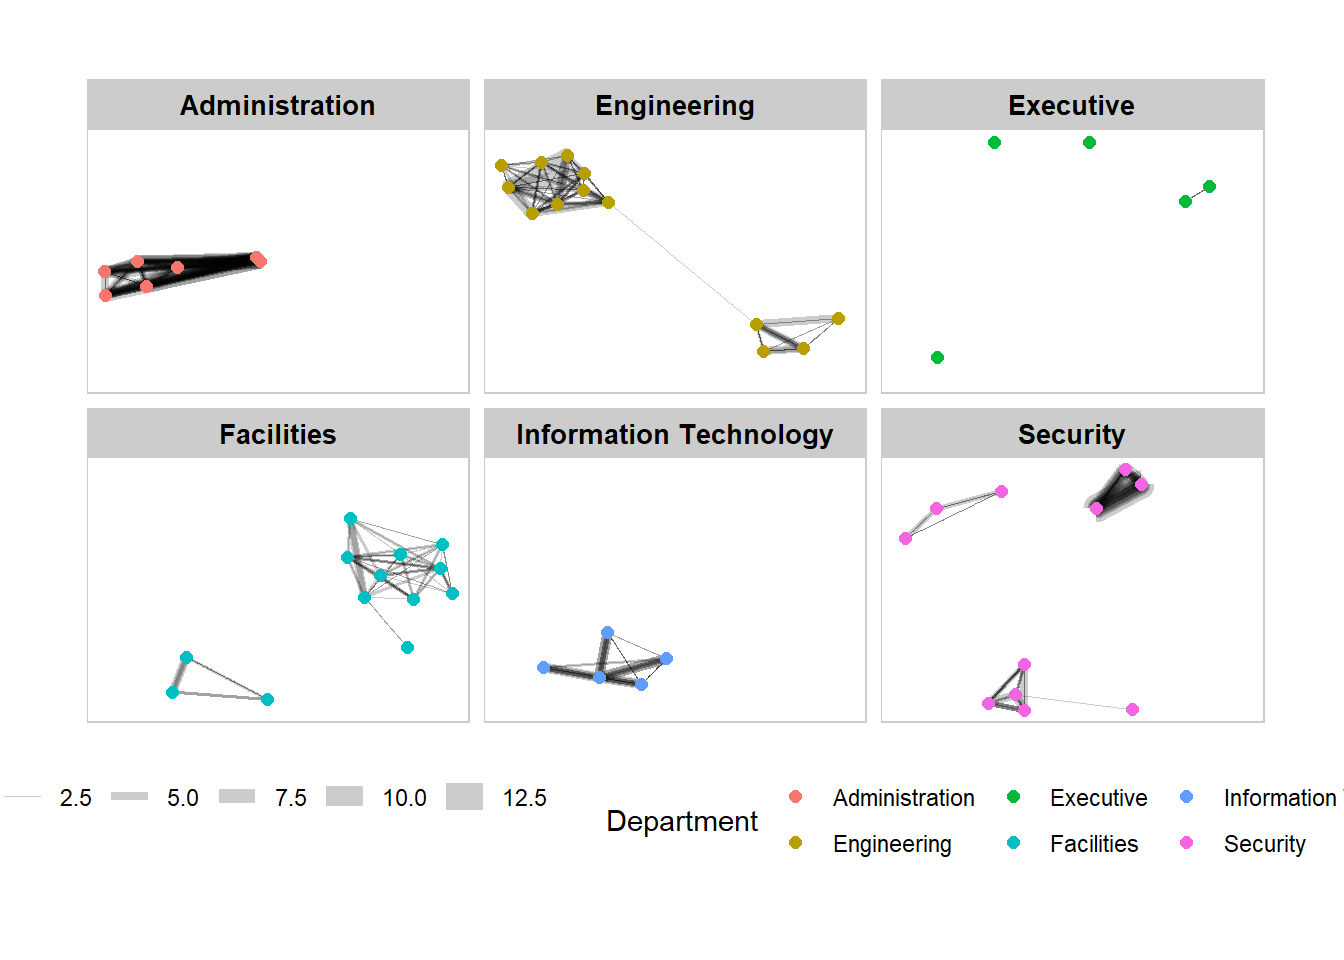 Administration Engineering Executive
Facilities Information Technology Security
2.5 5.0 7.5 10.0 12.5 Department Administration Executive Information
Engineering Facilities Security